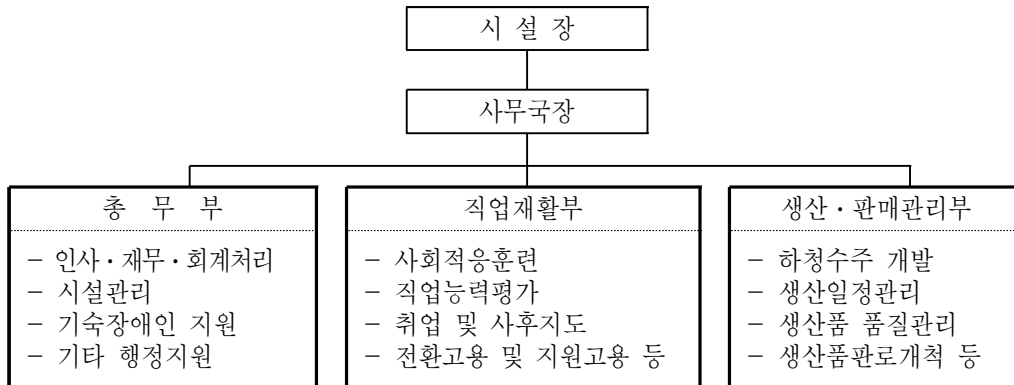 시 설 장
사무국장
총 무 부
- 인사·재무·회계처리
- 시설관리
- 기숙장애인 지원
- 기타 행정지원
직업재활부
- 사회적응훈련
- 직업능력평가
- 취업 및 사후지도
- 전환고용 및 지원고용 등
생산·판매관리부
- 하청수주 개발
- 생산일정관리
- 생산품 품질관리
- 생산품판로개척 등